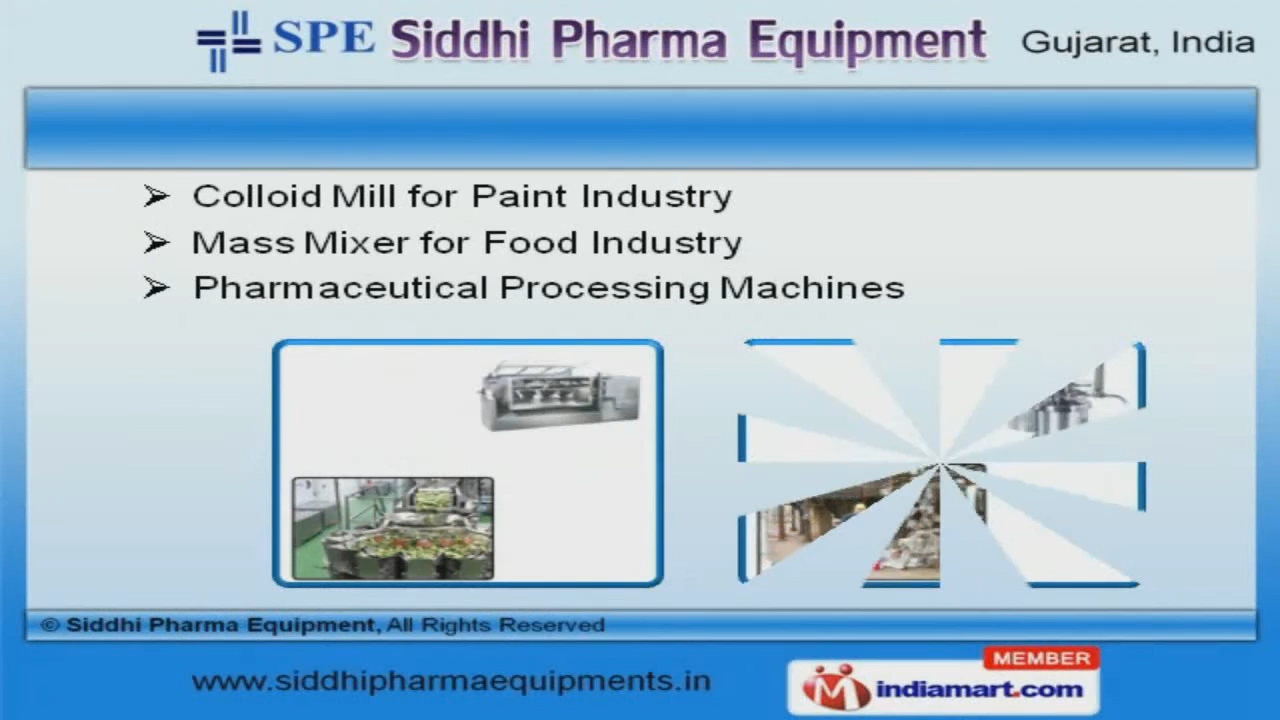 SPE Siddhi Pharma Equipment Gujarat, India
Colloid Mill for Paint Industry
Mass Mixer for Food Industry
Pharmaceutical Processing Machines
© Siddhi Pharma Equipment, All Rights Reserved
www.siddhipharmaequipments.in
MEMBER
indiamart.com